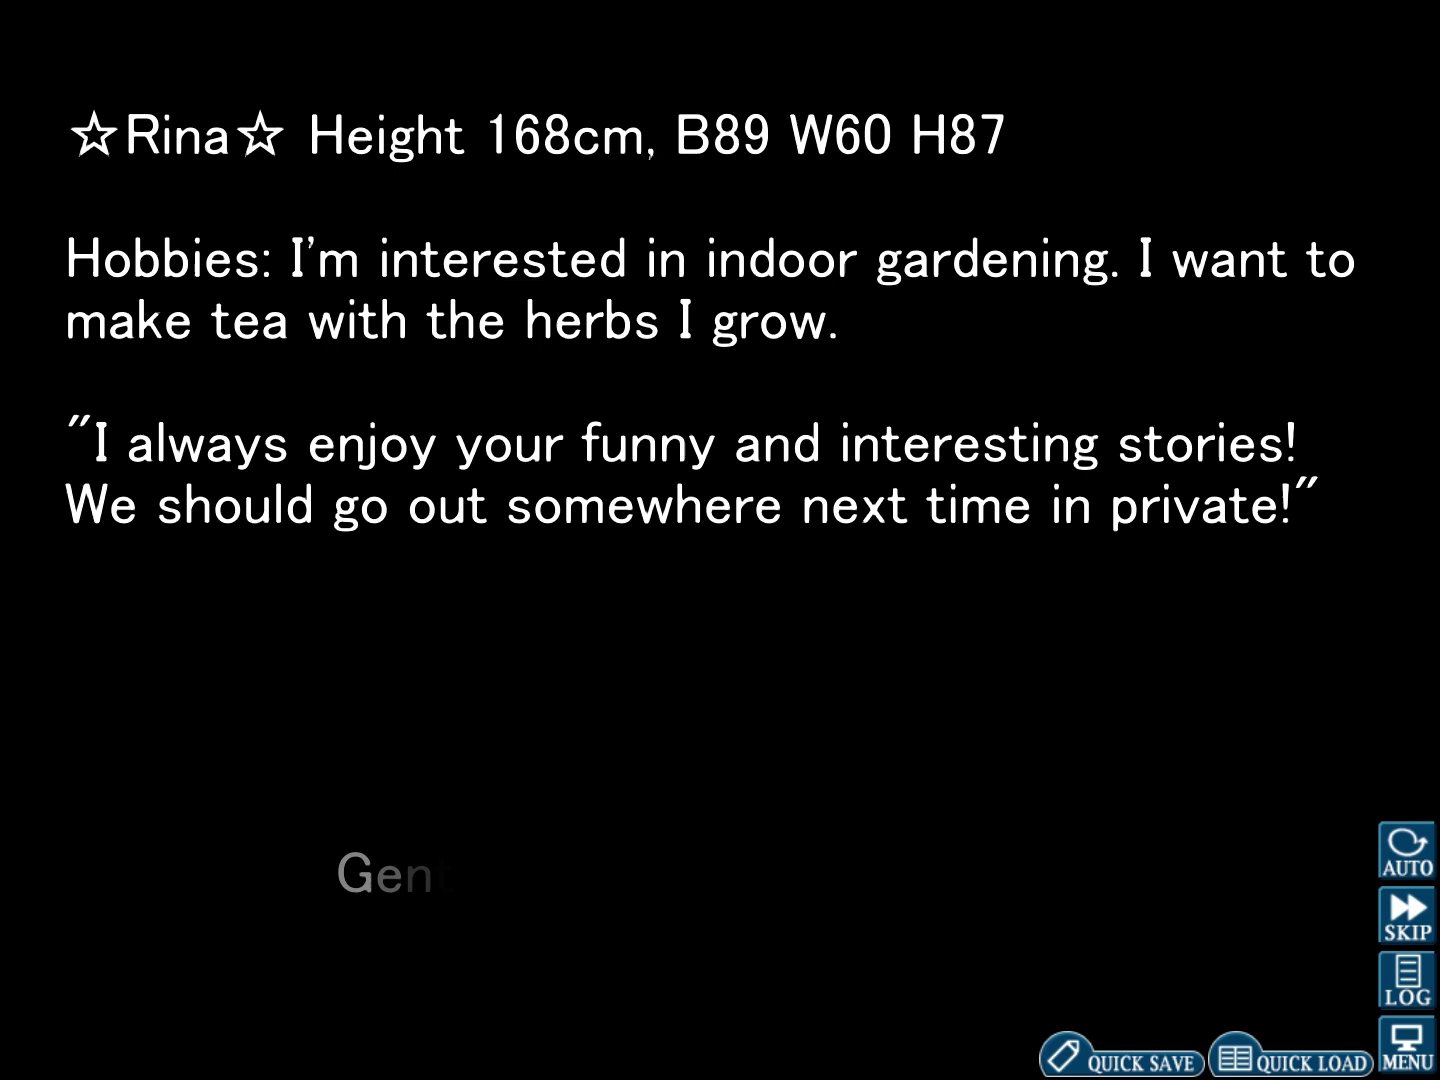 ☆Rina☆ Height 168cm, B89 W60 H87
Hobbies: I'm interested in indoor gardening. I want to
make tea with the herbs I grow.
"I always enjoy your funny and interesting stories!
We should go out somewhere next time in private!"
Gent
AUTO
SKIP
LOG
MENU
QUICK SAVE
QUICK LOAD